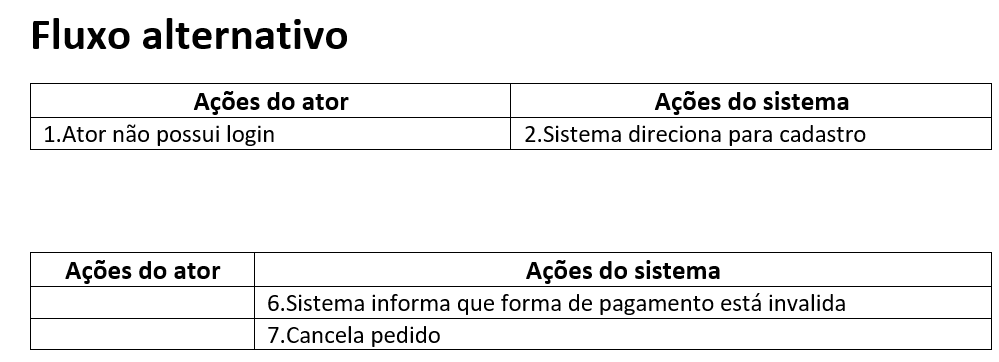 Fluxo alternativo
Ações do ator Ações do sistema
1.Ator não possui login 2.Sistema direciona para cadastro
Ações do ator Ações do sistema
6.Sistema informa que forma de pagamento está invalida
7.Cancela pedido